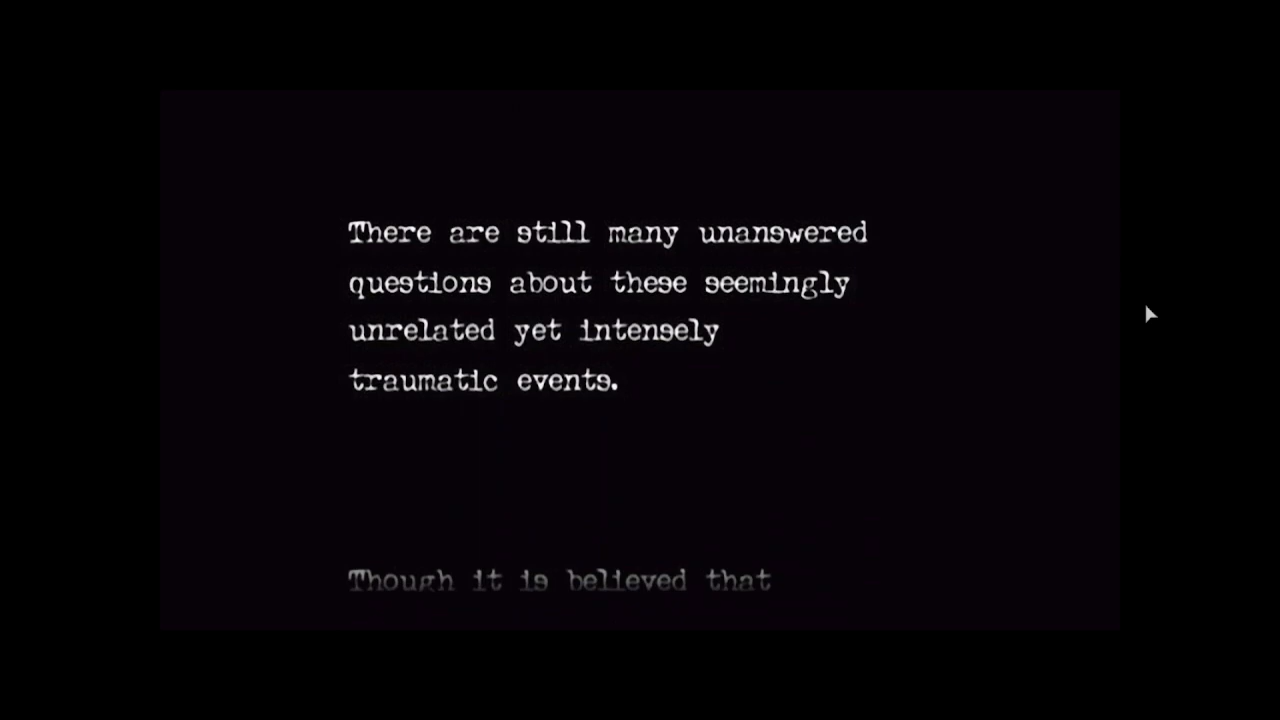 There are still many unanswered
questions about these seemingly
unrelated yet intensely
traumatic events.
Though it is believed that